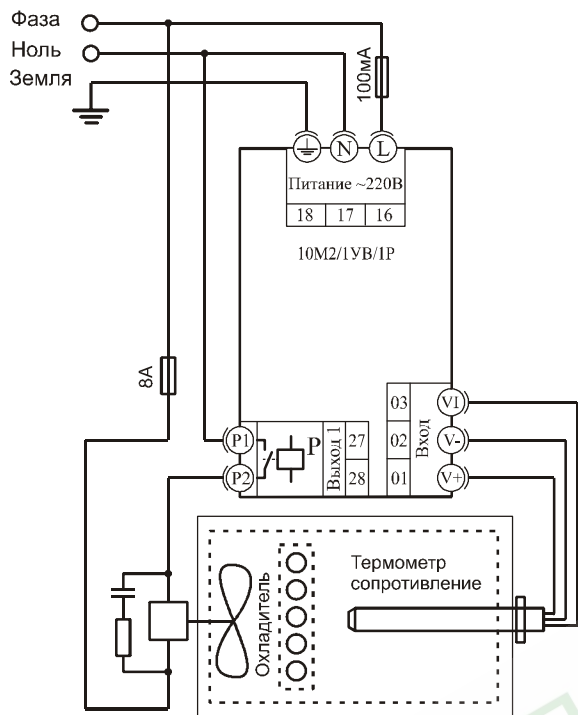 Фаза
Ноль
Земля
100мА
N
L
Питание ~220В
18 17 16
10М2/1УВ/1Р
8А
03
VI
02
V-
01
V+
Вход
P1
P2
Р
Выход 1
27
28
Охладитель
Термометр
сопротивление